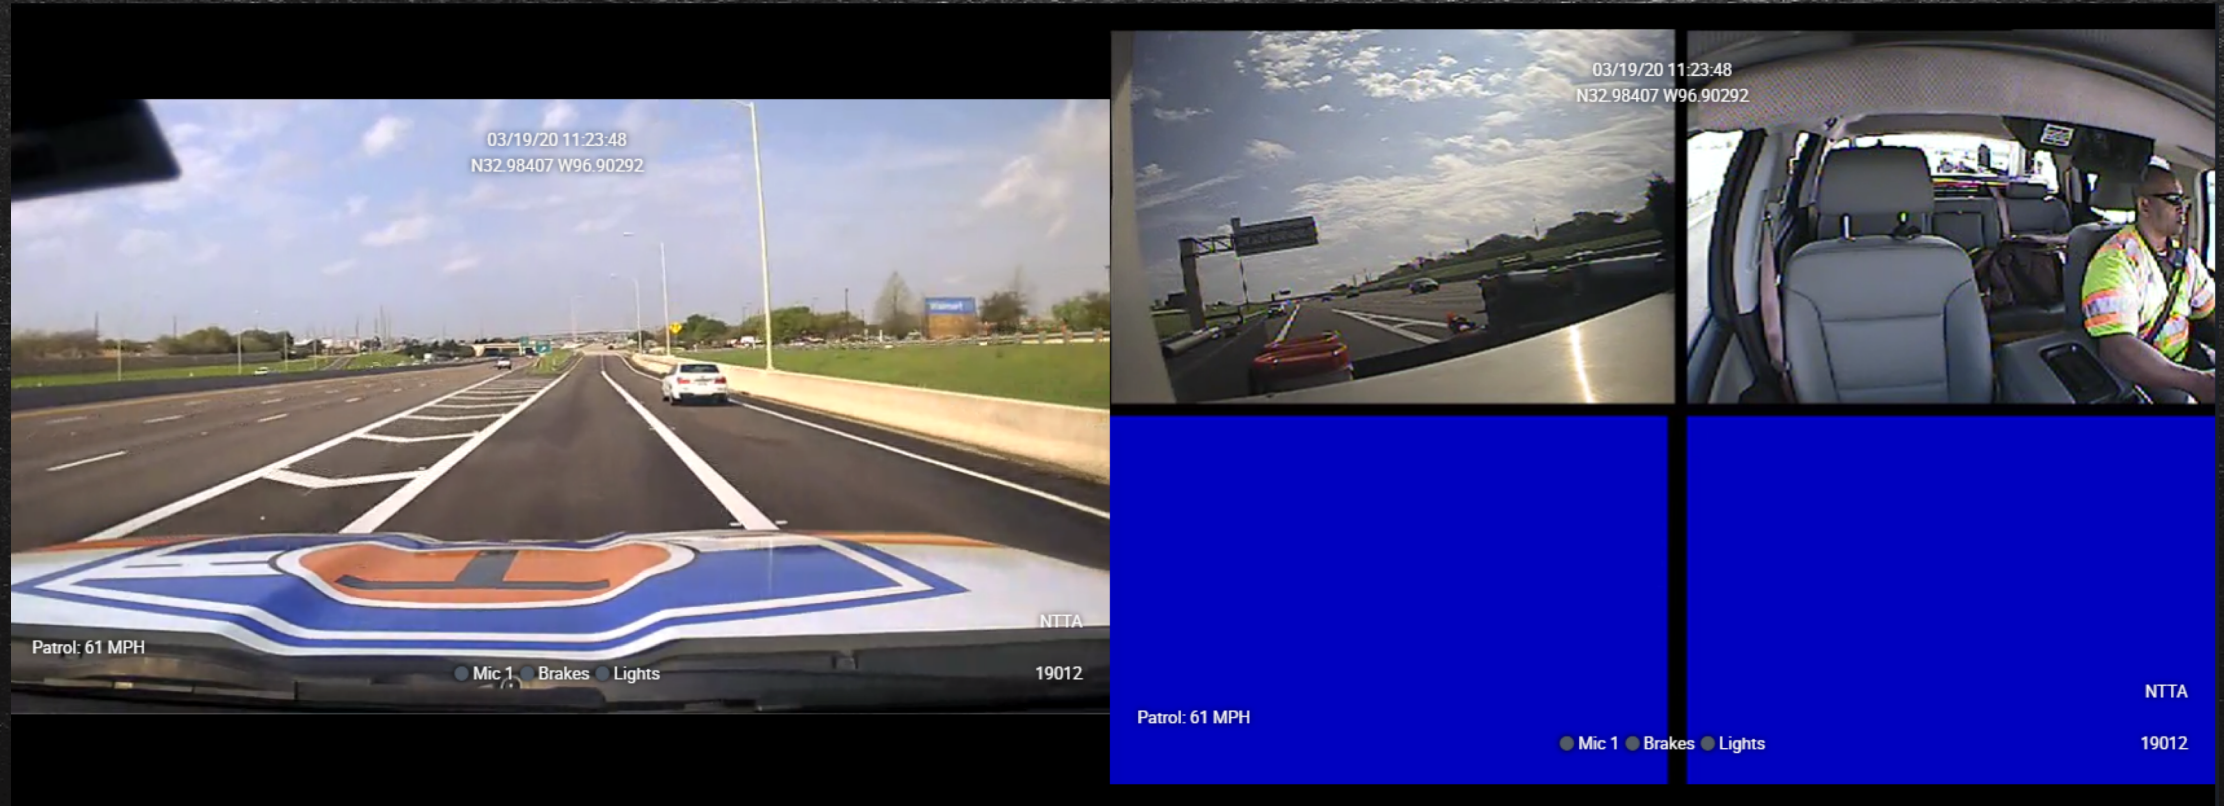 03/19/20 11:23:48
N32.98407 W96.90292
Walmart
NTTA
Patrol: 61 MPH
Mic 1 Brakes Lights
19012
03/19/20 11:23:48
N32.98407 W96.90292
NTTA
Patrol: 61 MPH
Mic 1 Brakes Lights
19012